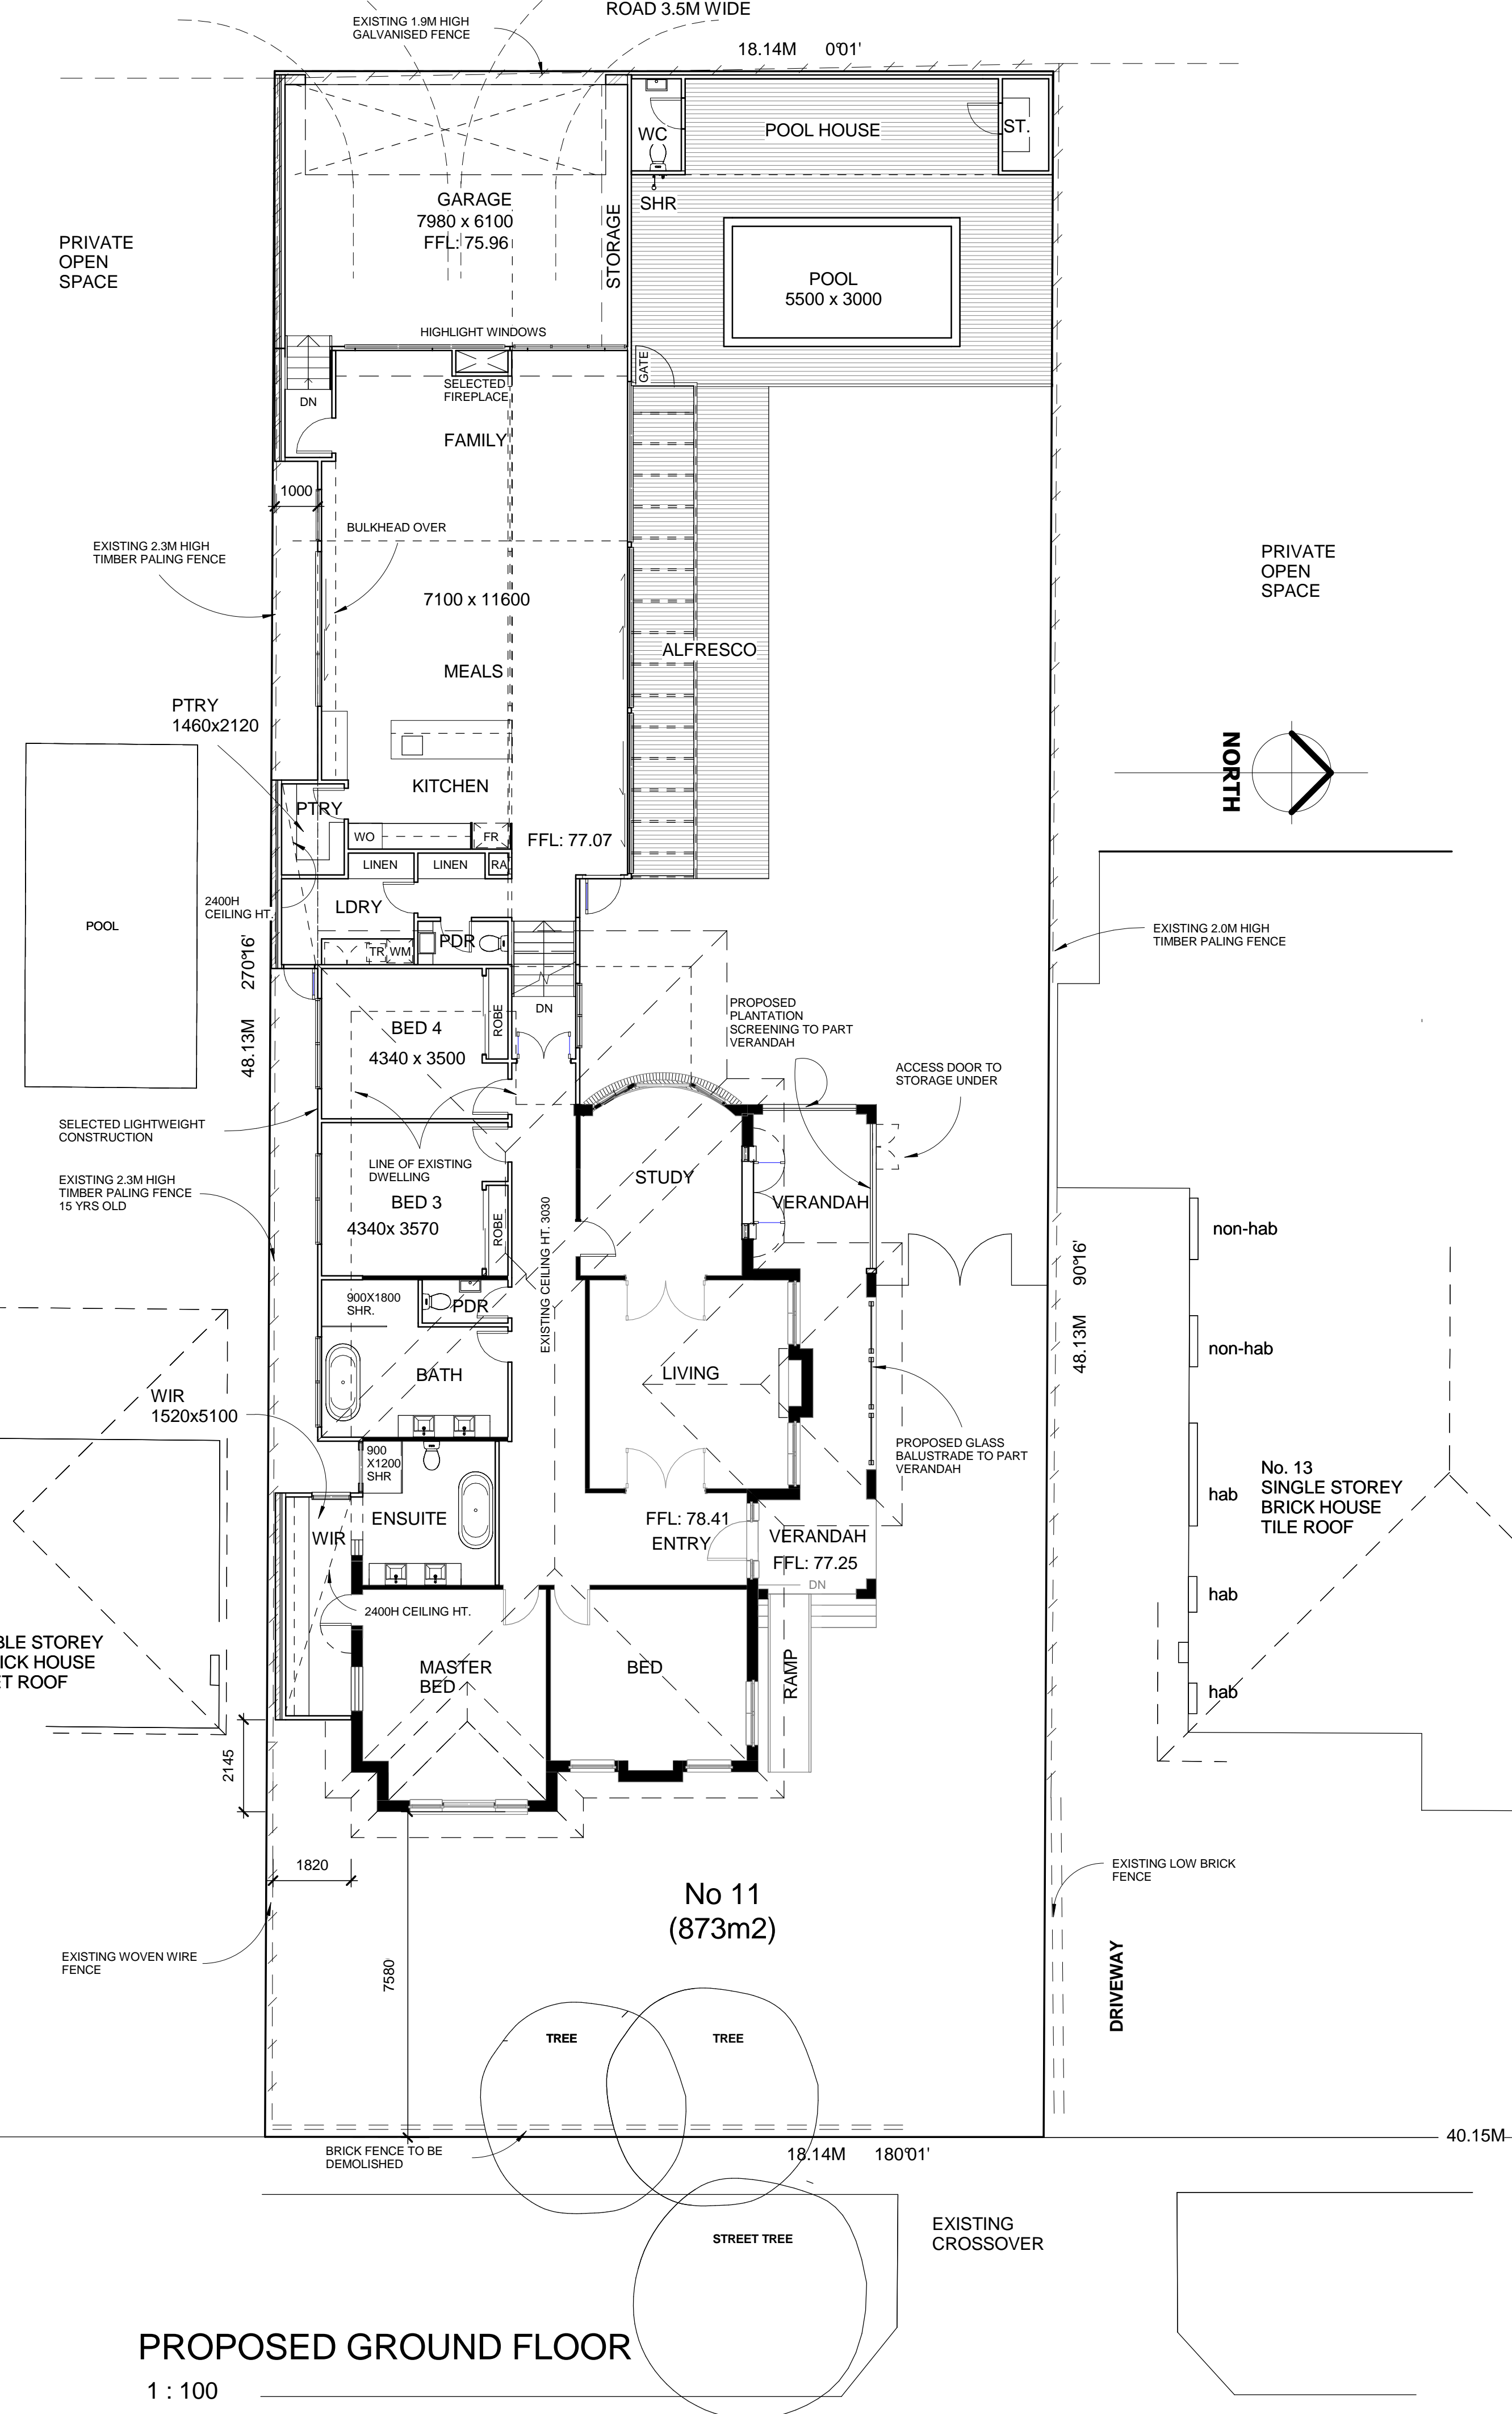 ROAD 3.5M WIDE
EXISTING 1.9M HIGH
GALVANISED FENCE
18.14M 0°01'
WC
POOL HOUSE
ST.
SHR
GARAGE
7980 x 6100
FFL: 75.96
STORAGE
PRIVATE
OPEN
SPACE
POOL
5500 x 3000
HIGHLIGHT WINDOWS
GATE
SELECTED
FIREPLACE
DN
FAMILY
1000
BULKHEAD OVER
EXISTING 2.3M HIGH
TIMBER PALING FENCE
PRIVATE
OPEN
SPACE
7100 x 11600
ALFRESCO
MEALS
PTRY
1460x2120
NORTH
KITCHEN
PTRY
WO
FR
FFL: 77.07
LINEN
LINEN
RA
2400H
CEILING HT.
LDRY
POOL
PDR
TR
WM
EXISTING 2.0M HIGH
TIMBER PALING FENCE
48.13M 270°16'
DN
PROPOSED
PLANTATION
SCREENING TO PART
VERANDAH
BED 4
4340 x 3500
ROBE
ACCESS DOOR TO
STORAGE UNDER
SELECTED LIGHTWEIGHT
CONSTRUCTION
LINE OF EXISTING
DWELLING
STUDY
VERANDAH
EXISTING 2.3M HIGH
TIMBER PALING FENCE
15 YRS OLD
BED 3
4340x 3570
ROBE
EXISTING CEILING HT. 3030
non-hab
48.13M 90°16'
900X1800
SHR.
PDR
non-hab
BATH
LIVING
WIR
1520x5100
900
X1200
SHR
PROPOSED GLASS
BALUSTRADE TO PART
VERANDAH
No. 13
SINGLE STOREY
BRICK HOUSE
TILE ROOF
hab
ENSUITE
WIR
FFL: 78.41
ENTRY
VERANDAH
FFL: 77.25
DN
hab
2400H CEILING HT.
BLE STOREY
ICK HOUSE
ET ROOF
MASTER
BED
BED
RAMP
hab
2145
1820
EXISTING LOW BRICK
FENCE
No 11
(873m2)
EXISTING WOVEN WIRE
FENCE
7580
DRIVEWAY
TREE
TREE
BRICK FENCE TO BE
DEMOLISHED
18.14M 180°01'
40.15M
STREET TREE
EXISTING
CROSSOVER
PROPOSED GROUND FLOOR
1 : 100